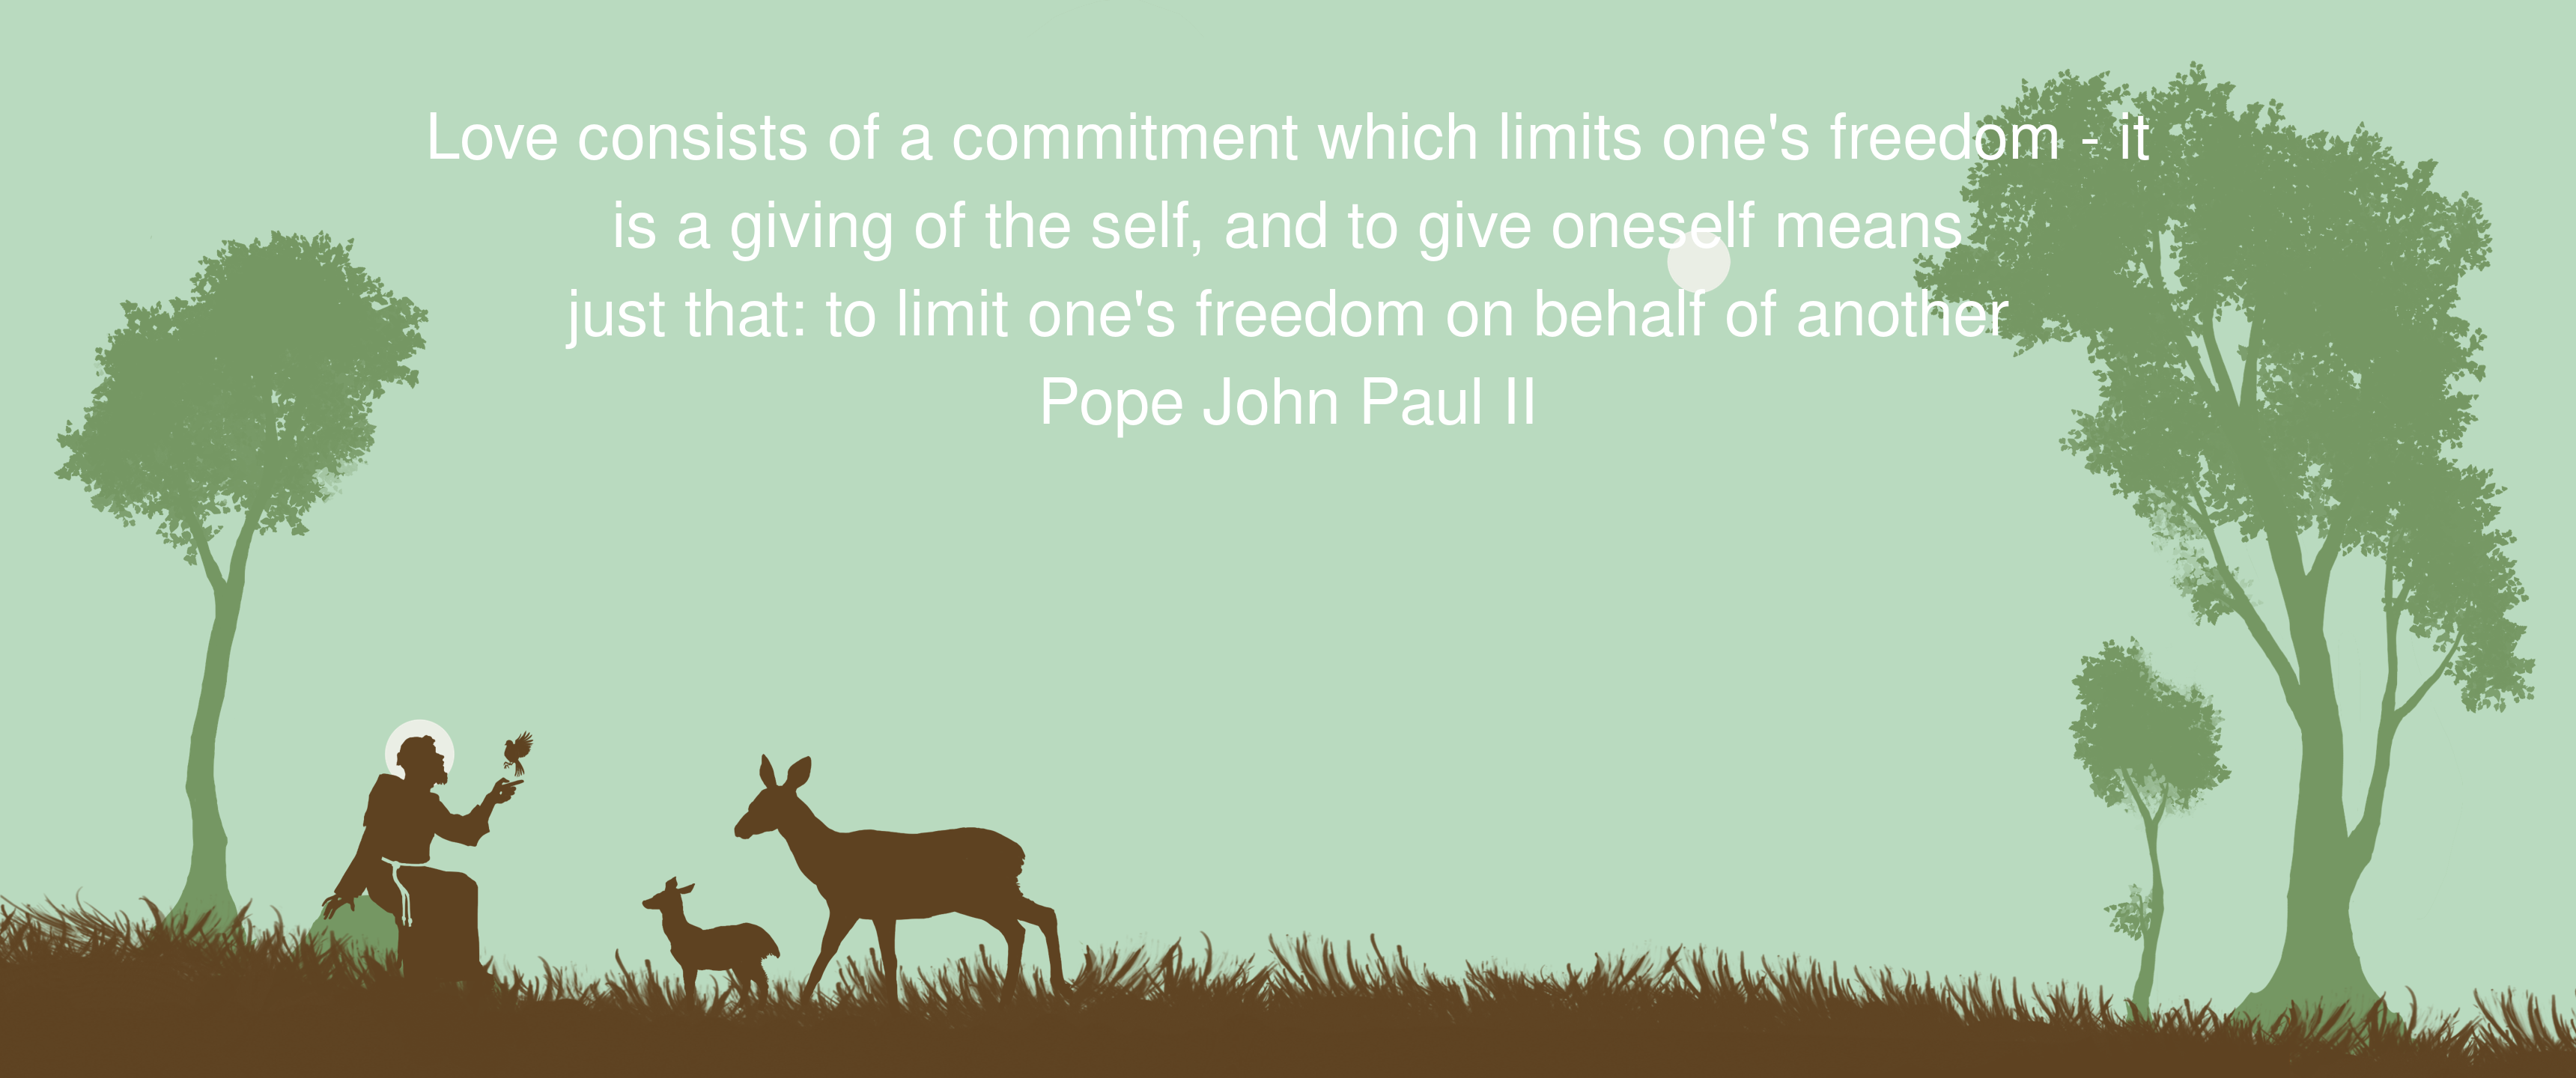 Love consists of a commitment which limits one's freedom - it
is a giving of the self, and to give oneself means
just that: to limit one's freedom on behalf of another
Pope John Paul II